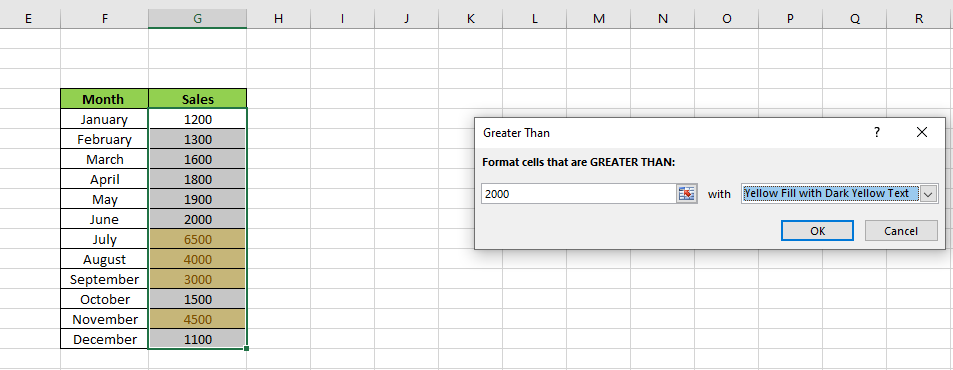 E F G H I J K L M N O P Q R
Month Sales
January 1200
February 1300
March 1600
April 1800
May 1900
June 2000
July 6500
August 4000
September 3000
October 1500
November 4500
December 1100
Greater Than ? ×
Format cells that are GREATER THAN:
2000 with Yellow Fill with Dark Yellow Text
OK Cancel